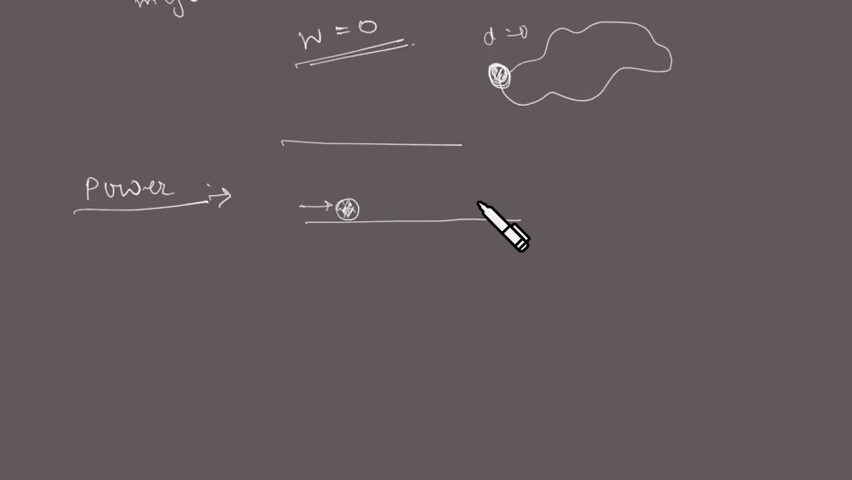 W = 0
d = 0
Power :→